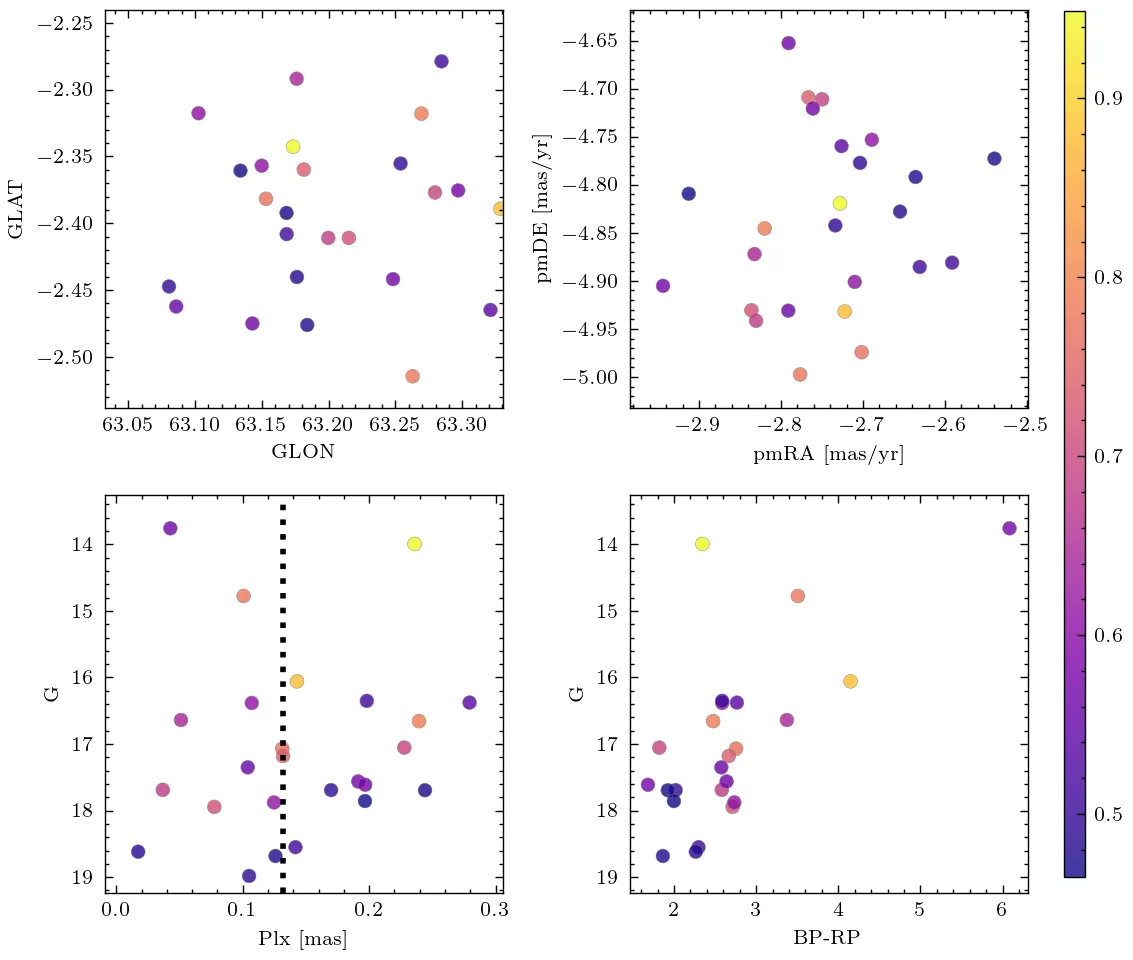 −2.25
−2.30
−2.35
−2.40
−2.45
−2.50
GLAT
63.05 63.10 63.15 63.20 63.25 63.30
GLON
−4.65
−4.70
−4.75
−4.80
−4.85
−4.90
−4.95
−5.00
pmDE [mas/yr]
−2.9 −2.8 −2.7 −2.6 −2.5
pmRA [mas/yr]
14
15
16
17
18
19
G
0.0 0.1 0.2 0.3
Plx [mas]
14
15
16
17
18
19
G
2 3 4 5 6
BP-RP
0.9
0.8
0.7
0.6
0.5